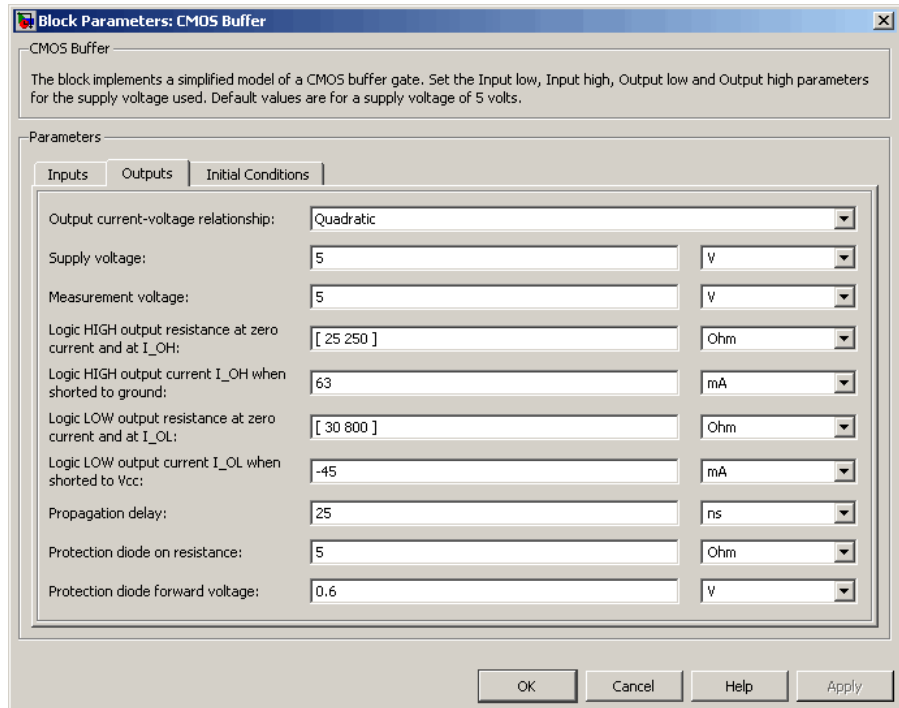 Block Parameters: CMOS Buffer
CMOS Buffer
The block implements a simplified model of a CMOS buffer gate. Set the Input low, Input high, Output low and Output high parameters
for the supply voltage used. Default values are for a supply voltage of 5 volts.
Parameters
Inputs Outputs Initial Conditions
Output current-voltage relationship: Quadratic
Supply voltage: 5 V
Measurement voltage: 5 V
Logic HIGH output resistance at zero
current and at I_OH: [ 25 250 ] Ohm
Logic HIGH output current I_OH when
shorted to ground: 63 mA
Logic LOW output resistance at zero
current and at I_OL: [ 30 800 ] Ohm
Logic LOW output current I_OL when
shorted to Vcc: -45 mA
Propagation delay: 25 ns
Protection diode on resistance: 5 Ohm
Protection diode forward voltage: 0.6 V
OK Cancel Help Apply